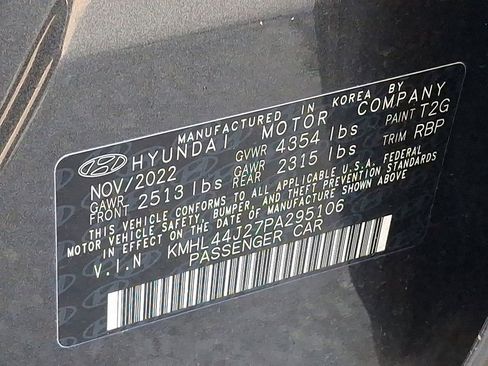 MANUFACTURED IN KOREA BY
HYUNDAI MOTOR COMPANY
NOV/2022 GVWR 4354 lbs PAINT T2G
GAWR FRONT 2513 lbs GAWR REAR 2315 lbs TRIM RBP
THIS VEHICLE CONFORMS TO ALL APPLICABLE U.S.A. FEDERAL
MOTOR VEHICLE SAFETY, BUMPER, AND THEFT PREVENTION STANDARDS
IN EFFECT ON THE DATE OF MANUFACTURE SHOWN ABOVE
V.I.N KMHL44J27PA295106
PASSENGER CAR